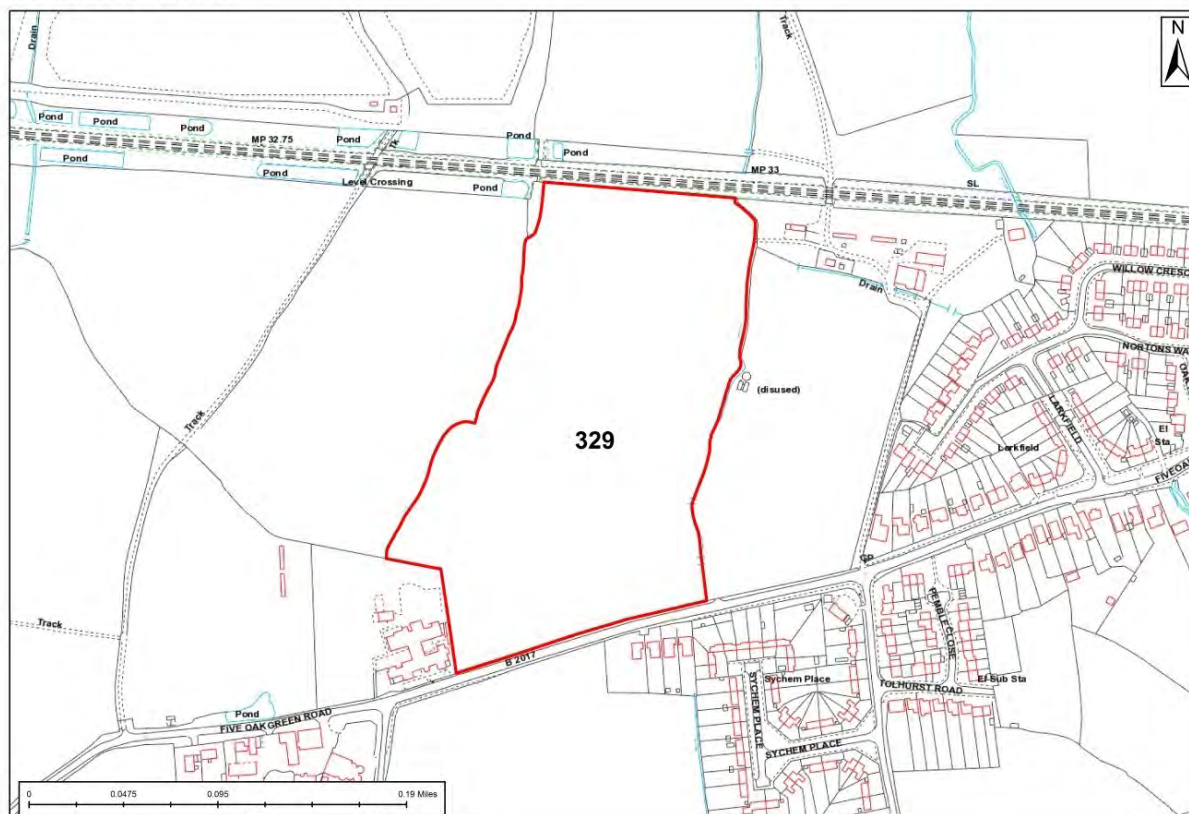 Drain
Track
N
Pond
Pond
Pond
MP 32.75
Pond
Tk
Pond
Pond
Pond
Pond
Level Crossing
Pond
MP 33
SL
WILLOW CRESC
Drain
NORTONS WA
(disused)
Track
329
LARKFIELD
Larkfield
El
Sta
FIVEOA
GP
Track
B 2017
PEMBLE CLOSE
Sychem Place
SYCHEM PLACE
El Sub Sta
TOLHURST ROAD
Pond
FIVE OAK GREEN ROAD
SYCHEM PLACE
0 0.0475 0.095 0.19 Miles